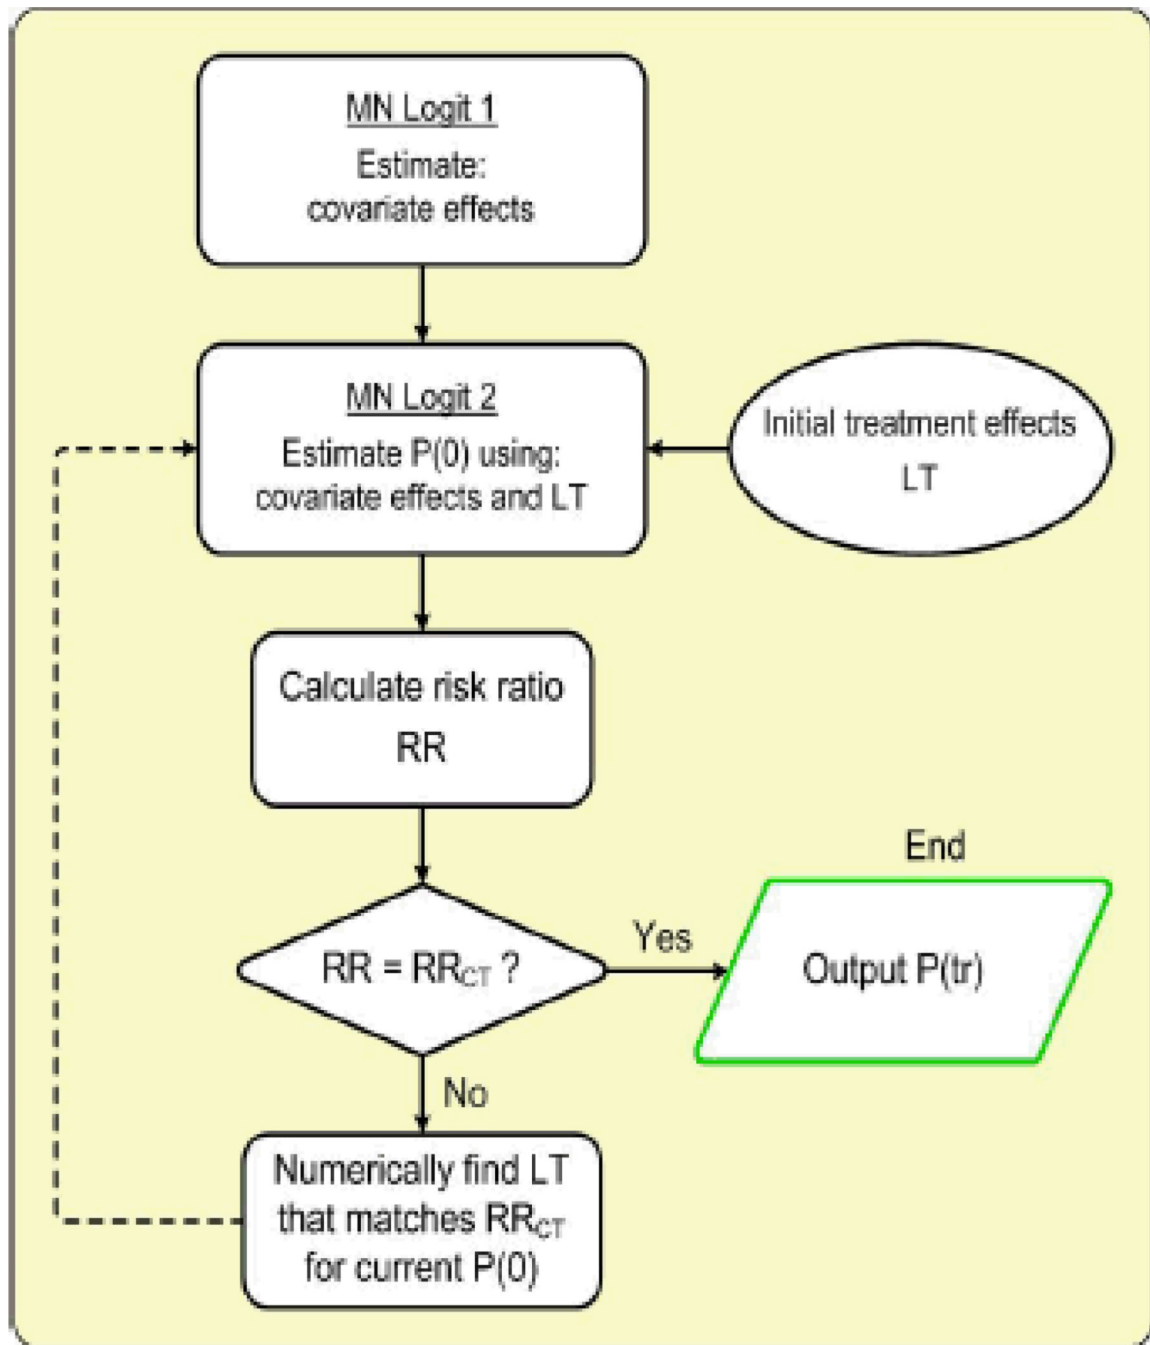 MN Logit 1
Estimate:
covariate effects
MN Logit 2
Estimate P(0) using:
covariate effects and LT
Initial treatment effects
LT
Calculate risk ratio
RR
RR = RR_CT ?
Yes
End
Output P(tr)
No
Numerically find LT
that matches RR_CT
for current P(0)